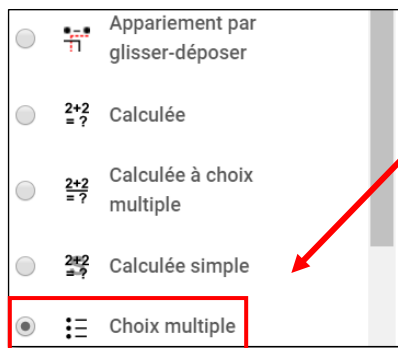 Appariement par
glisser-déposer
2+2
= ?
Calculée
2+2
= ?
Calculée à choix
multiple
2+2
= ?
Calculée simple
Choix multiple